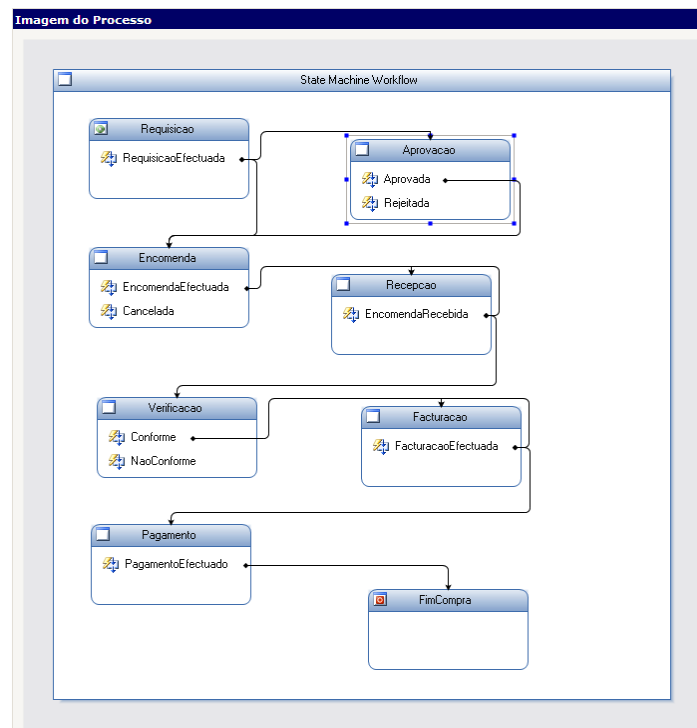 Imagem do Processo
State Machine Workflow
Requisicao
RequisicaoEfectuada
Aprovacao
Aprovada
Rejeitada
Encomenda
EncomendaEfectuada
Cancelada
Recepcao
EncomendaRecebida
Verificacao
Conforme
NaoConforme
Facturacao
FacturacaoEfectuada
Pagamento
PagamentoEfectuado
FimCompra